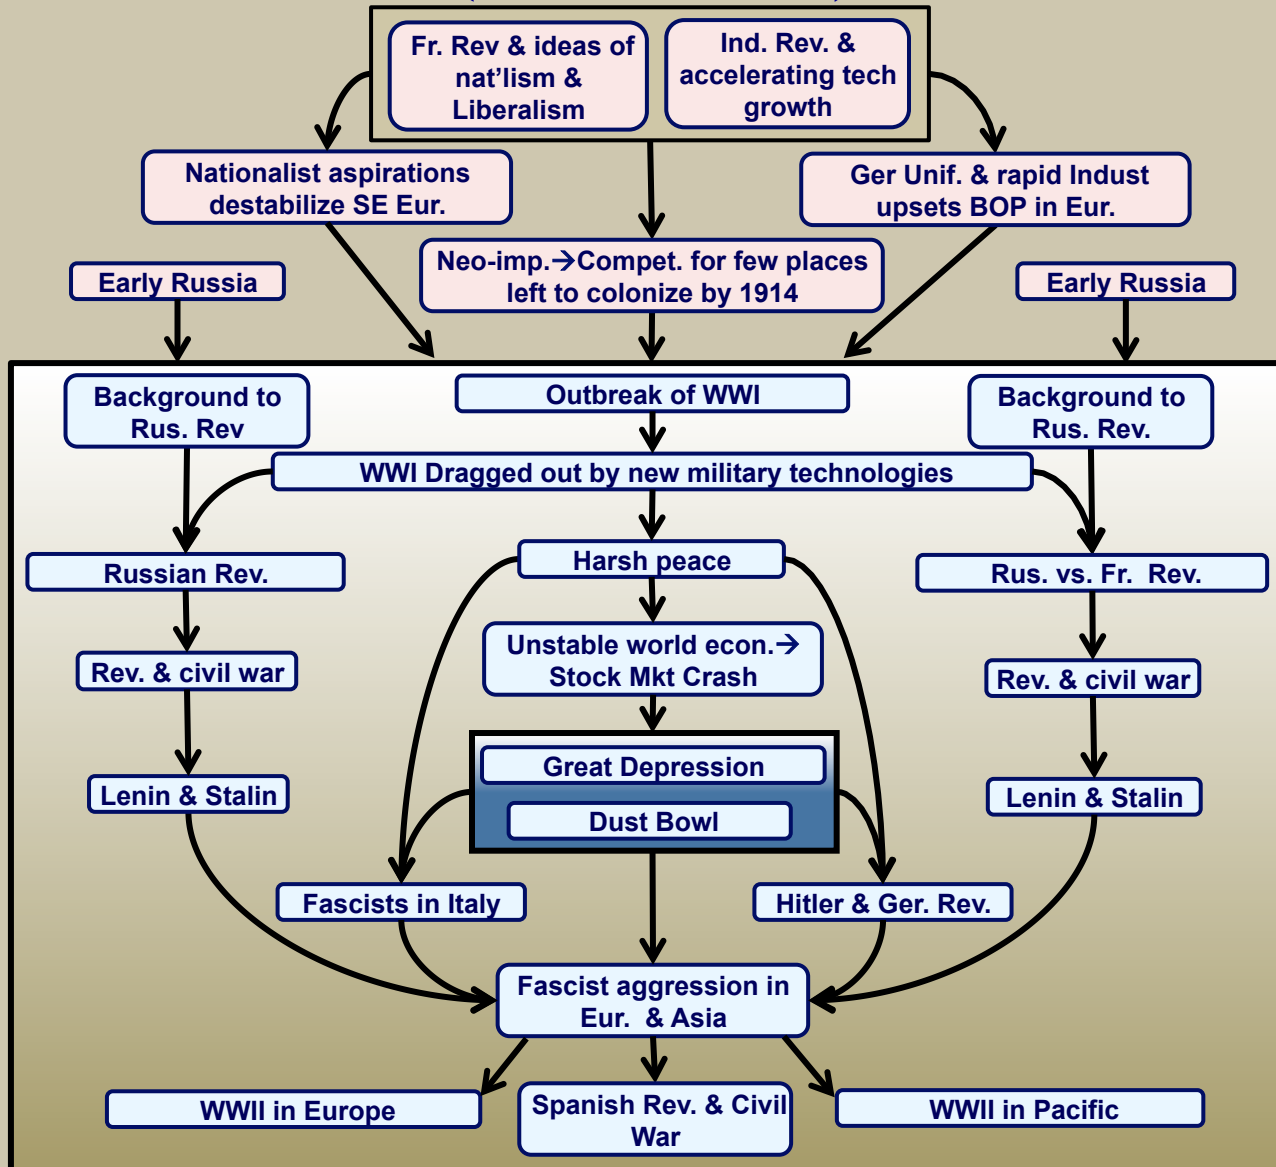 Fr. Rev & ideas of
nat'lism &
Liberalism
Ind. Rev. &
accelerating tech
growth
Nationalist aspirations
destabilize SE Eur.
Ger Unif. & rapid Indust
upsets BOP in Eur.
Neo-imp.→Compet. for few places
left to colonize by 1914
Early Russia
Early Russia
Background to
Rus. Rev
Outbreak of WWI
Background to
Rus. Rev.
WWI Dragged out by new military technologies
Russian Rev.
Harsh peace
Rus. vs. Fr. Rev.
Unstable world econ.→
Stock Mkt Crash
Rev. & civil war
Rev. & civil war
Great Depression
Dust Bowl
Lenin & Stalin
Lenin & Stalin
Fascists in Italy
Hitler & Ger. Rev.
Fascist aggression in
Eur. & Asia
WWII in Europe
Spanish Rev. & Civil
War
WWII in Pacific